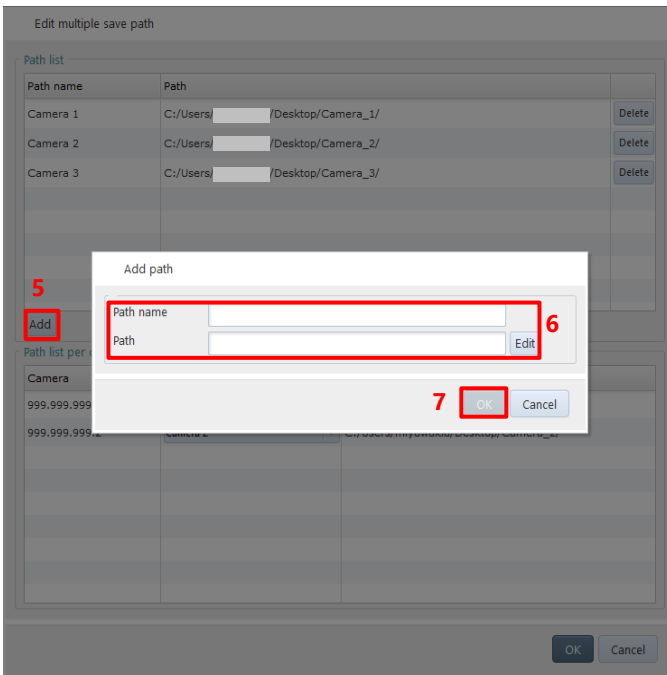 Edit multiple save path
Path list
Path name Path
Camera 1 C:/Users/ /Desktop/Camera_1/ Delete
Camera 2 C:/Users/ /Desktop/Camera_2/ Delete
Camera 3 C:/Users/ /Desktop/Camera_3/ Delete
Add path
5
Path name
6
Add
Path Edit
Path list per
Camera
7 OK Cancel
999.999.999
999.999.999.2 Camera 2 C:/Users/miyawakia/Desktop/Camera_2/
OK Cancel